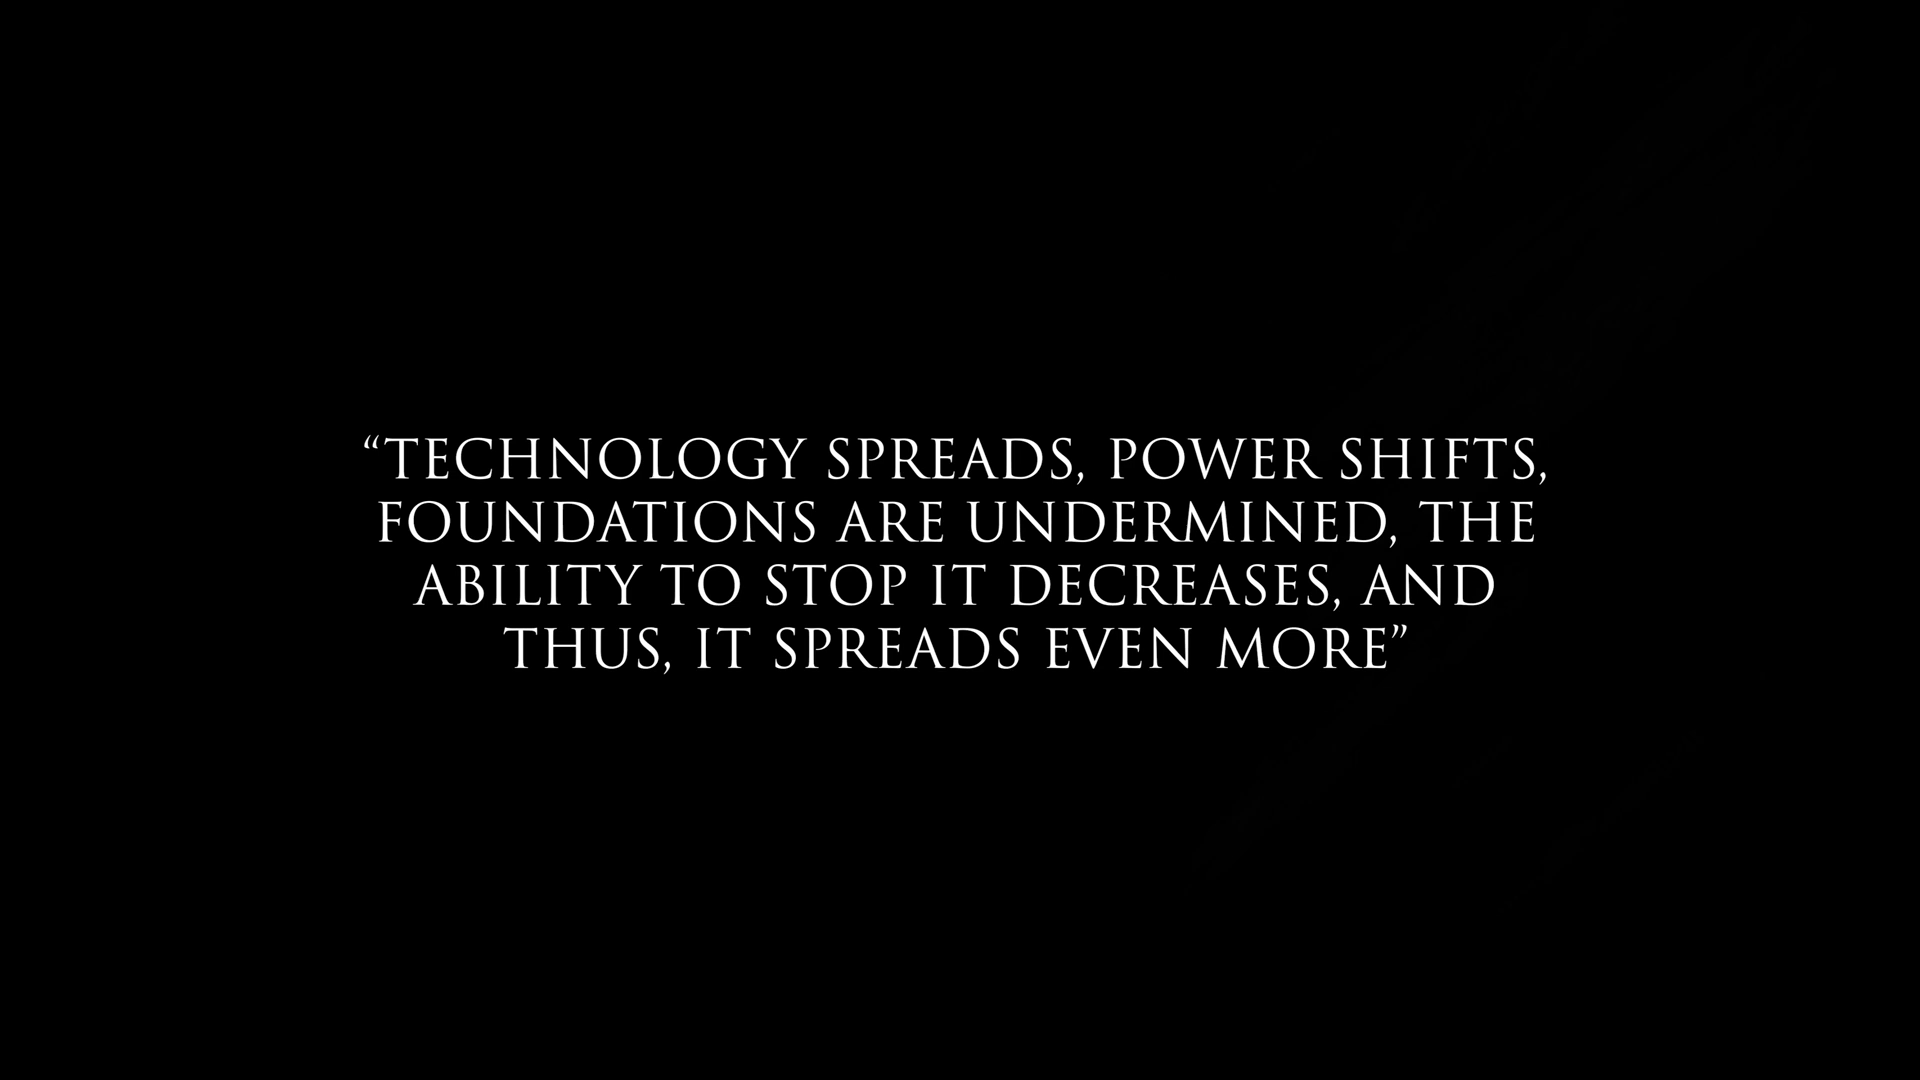 “TECHNOLOGY SPREADS, POWER SHIFTS,
FOUNDATIONS ARE UNDERMINED, THE
ABILITY TO STOP IT DECREASES, AND
THUS, IT SPREADS EVEN MORE”